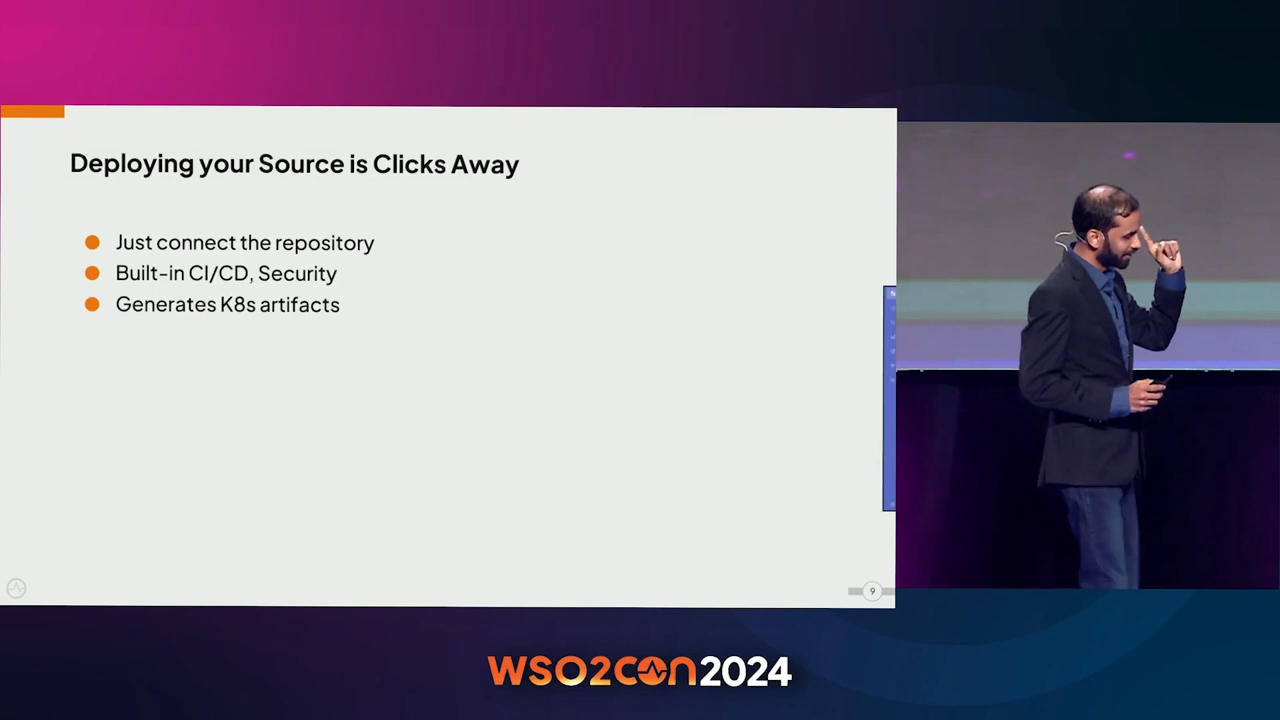 Deploying your Source is Clicks Away
Just connect the repository
Built-in CI/CD, Security
Generates K8s artifacts
9
WSO2CON2024